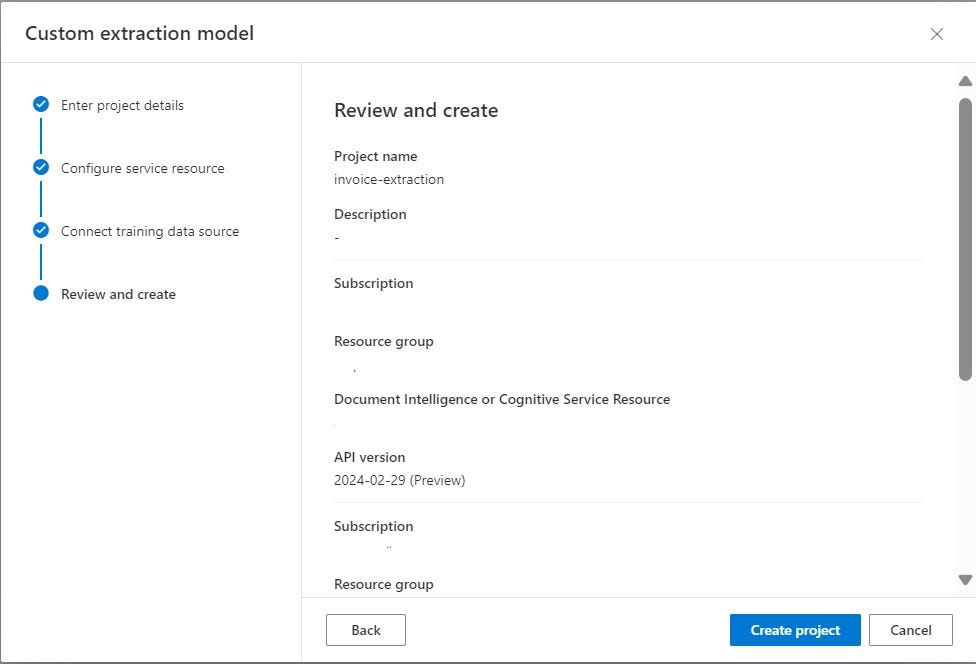 Custom extraction model
Enter project details
Configure service resource
Connect training data source
Review and create
Review and create
Project name
invoice-extraction
Description
-
Subscription
Resource group
Document Intelligence or Cognitive Service Resource
API version
2024-02-29 (Preview)
Subscription
Resource group
Back
Create project
Cancel